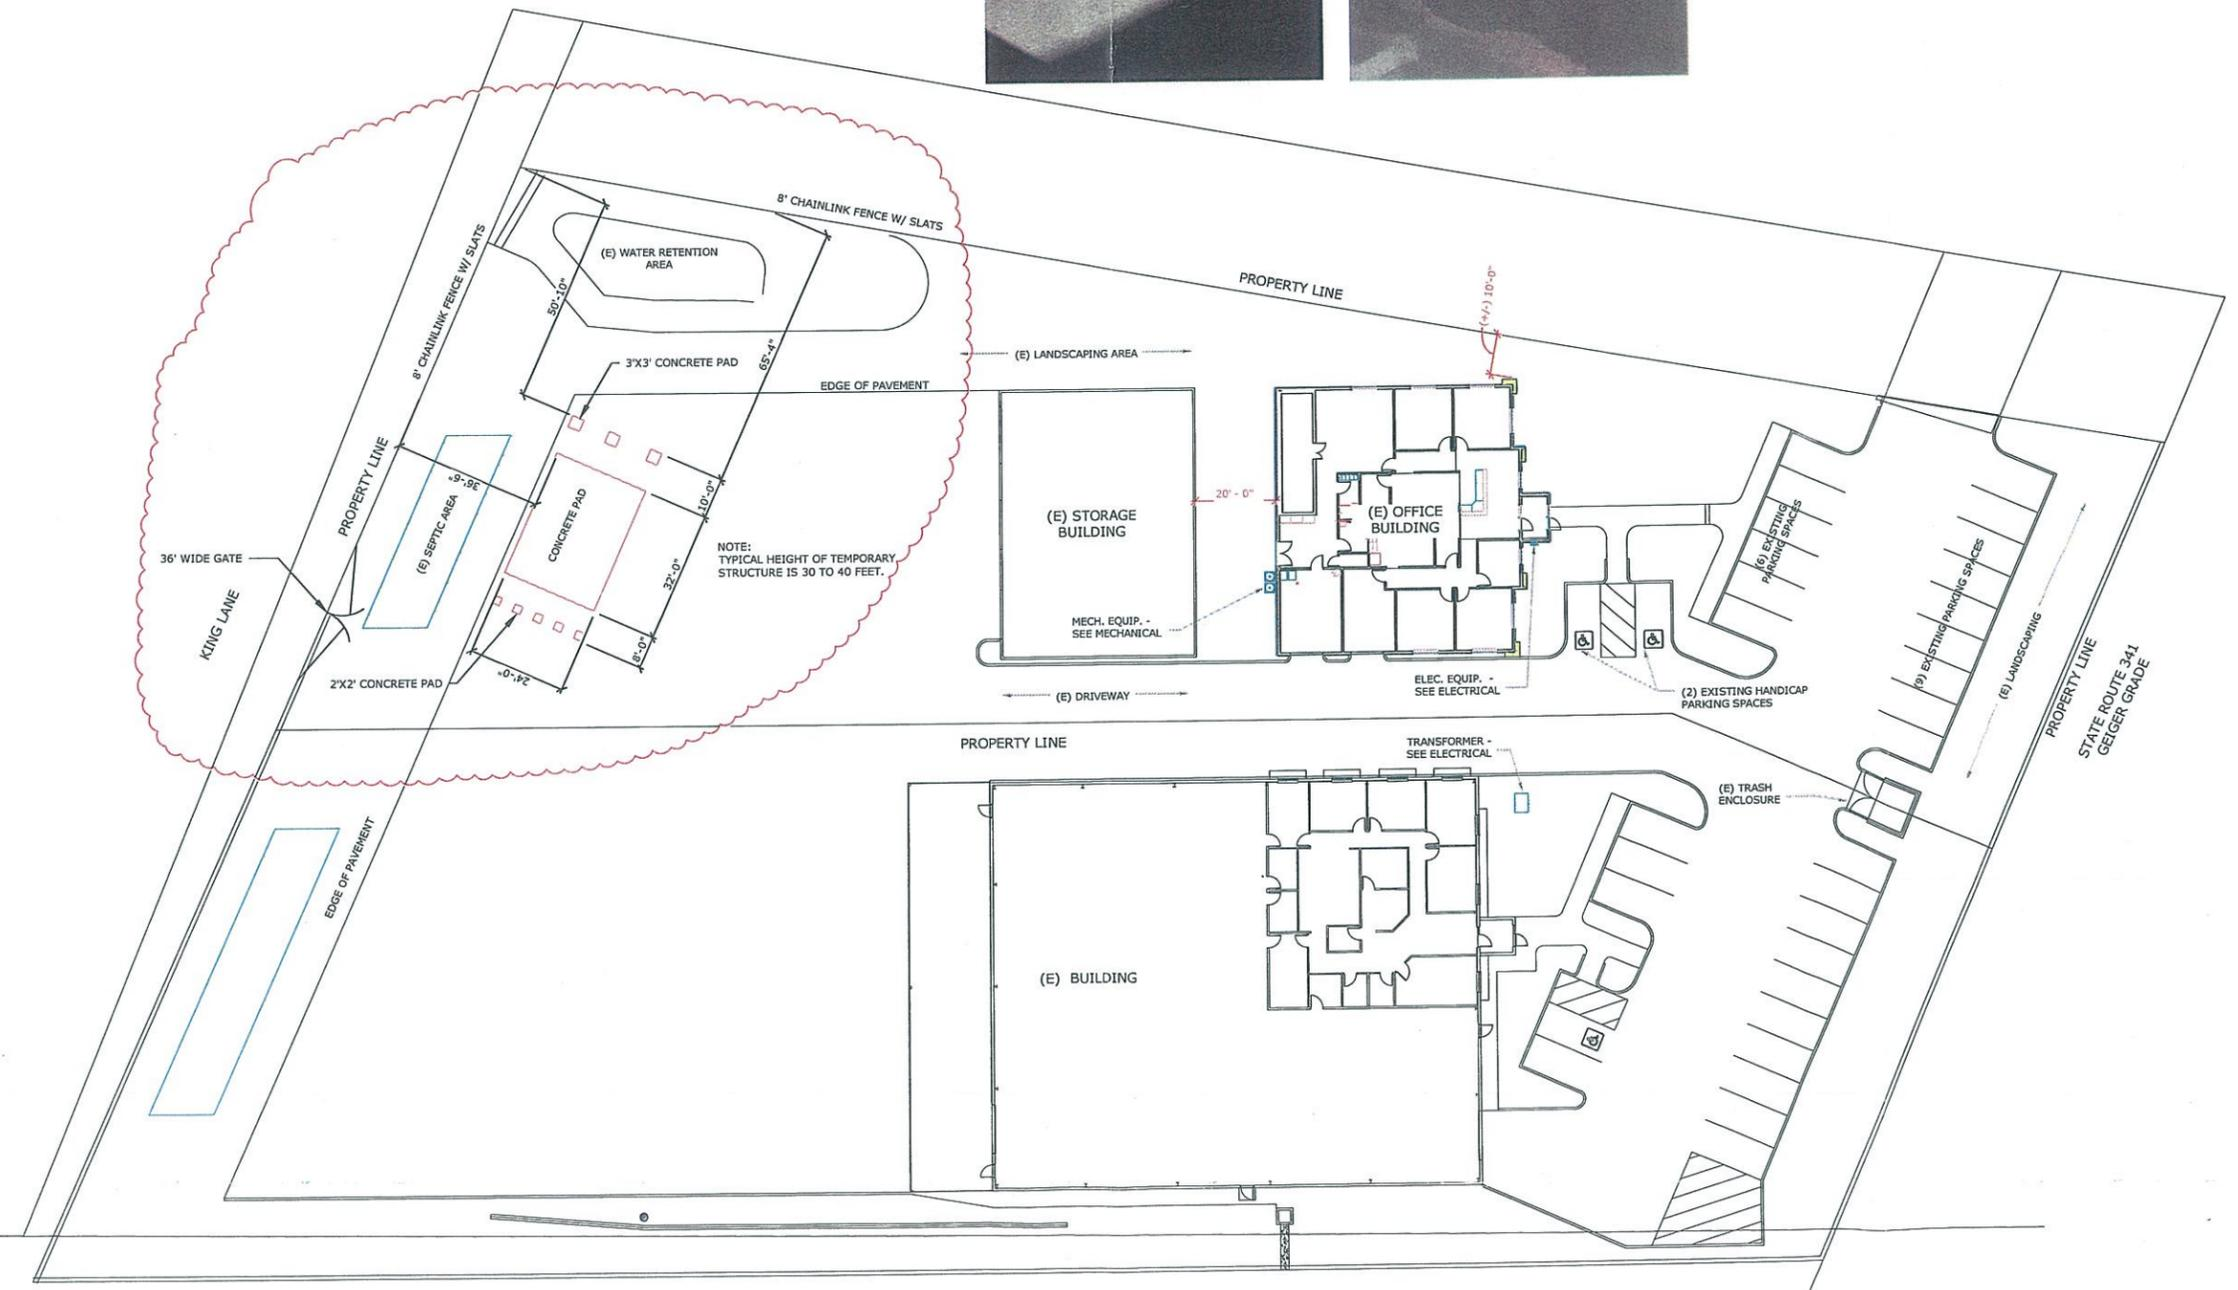 8' CHAINLINK FENCE W/ SLATS
8' CHAINLINK FENCE W/ SLATS
(E) WATER RETENTION
AREA
50'-10"
65'-4"
PROPERTY LINE
(+/-) 10'-0"
3'X3' CONCRETE PAD
(E) LANDSCAPING AREA
EDGE OF PAVEMENT
PROPERTY LINE
36'-6"
(E) SEPTIC AREA
CONCRETE PAD
10'-0"
32'-0"
8'-0"
24'-0"
NOTE:
TYPICAL HEIGHT OF TEMPORARY
STRUCTURE IS 30 TO 40 FEET.
36' WIDE GATE
KING LANE
2'X2' CONCRETE PAD
(E) STORAGE
BUILDING
20' - 0"
(E) OFFICE
BUILDING
MECH. EQUIP. -
SEE MECHANICAL
(E) DRIVEWAY
ELEC. EQUIP. -
SEE ELECTRICAL
(2) EXISTING HANDICAP
PARKING SPACES
(6) EXISTING
PARKING SPACES
(9) EXISTING PARKING SPACES
(E) LANDSCAPING
PROPERTY LINE
STATE ROUTE 341
GEIGER GRADE
PROPERTY LINE
TRANSFORMER -
SEE ELECTRICAL
(E) TRASH
ENCLOSURE
EDGE OF PAVEMENT
(E) BUILDING